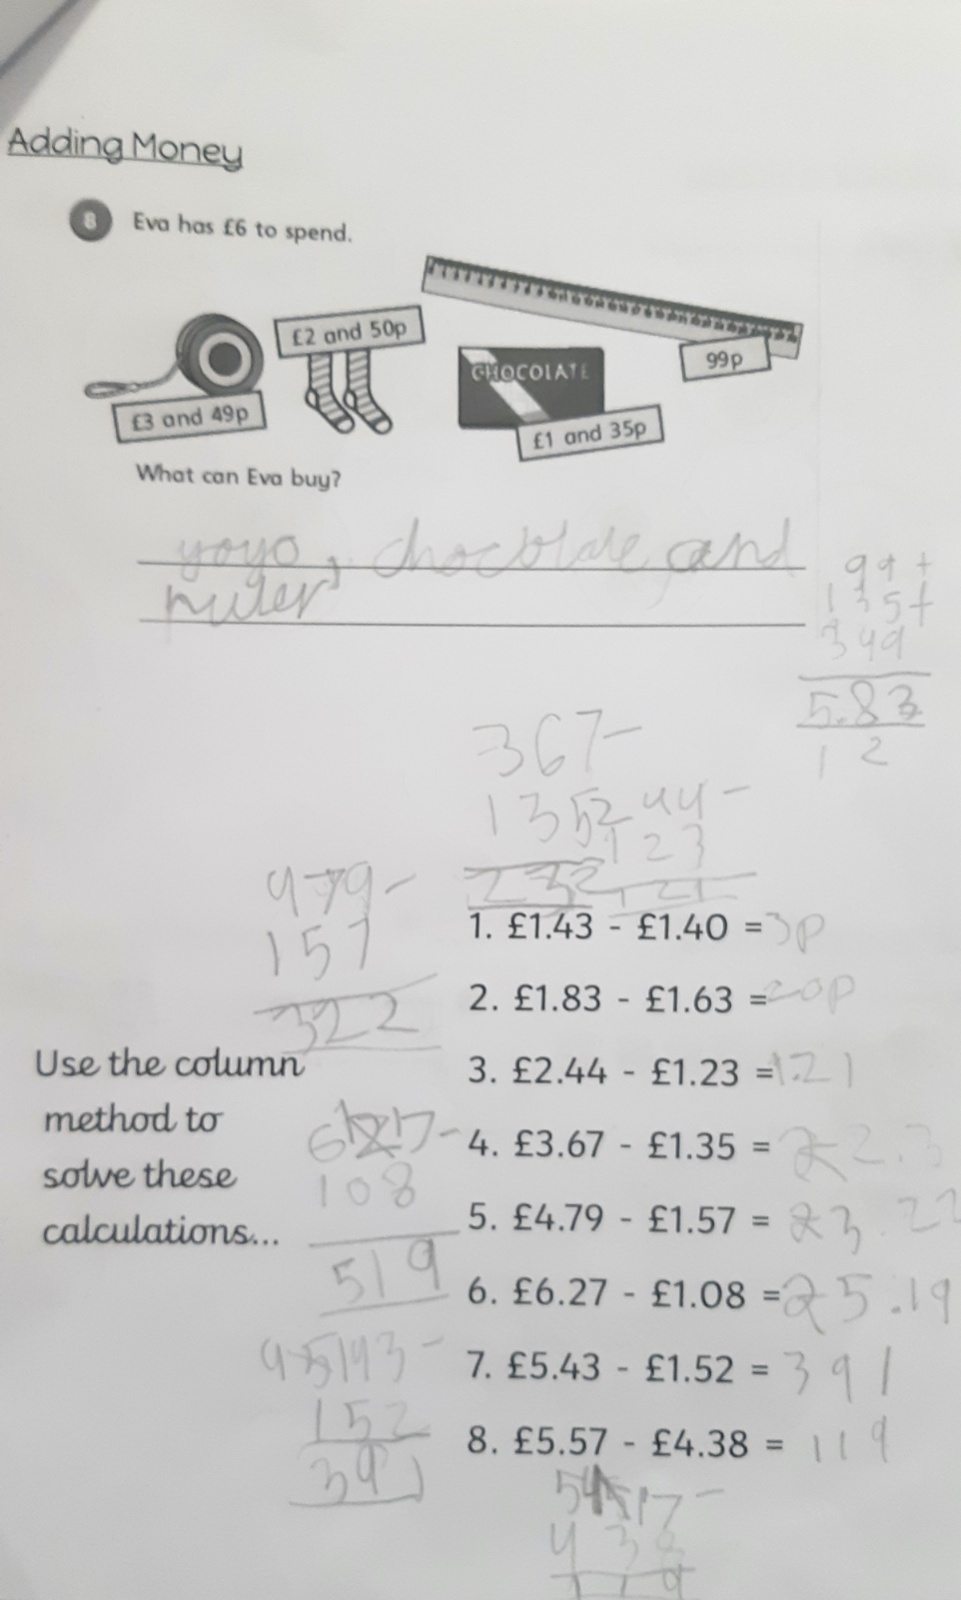 Adding Money
8 Eva has £6 to spend.
£2 and 50p
CHOCOLATE
99p
£3 and 49p
£1 and 35p
What can Eva buy?
yoyo, chocolate and
ruler
99+
135+
349
5.83
1 2
367-
135
232
244-
123
121
479-
157
322
1. £1.43 - £1.40 = 3p
2. £1.83 - £1.63 = 20p
3. £2.44 - £1.23 = 1.21
4. £3.67 - £1.35 = £2.3
5. £4.79 - £1.57 = £3.22
6. £6.27 - £1.08 = £5.19
7. £5.43 - £1.52 = 391
8. £5.57 - £4.38 = 119
Use the column
method to
solve these
calculations...
108
519
152
391
438
119